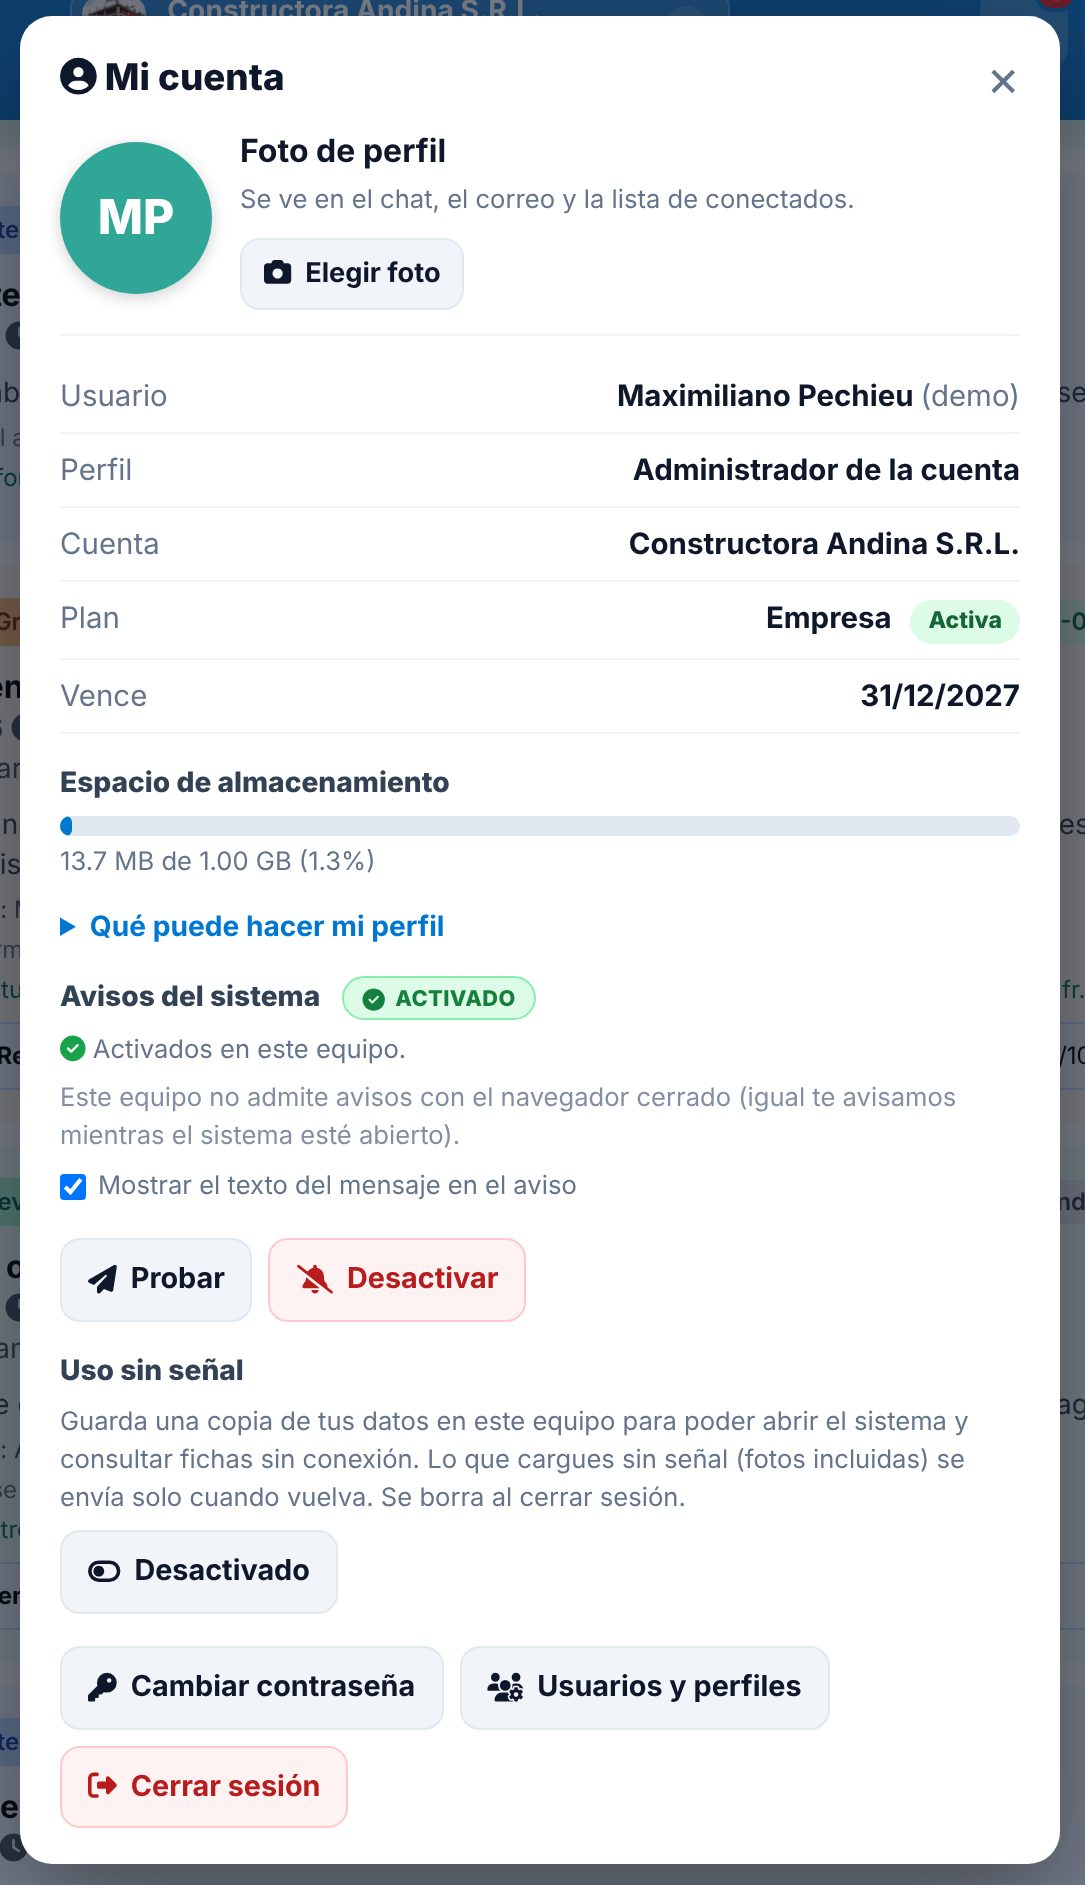 Constructora Andina S.R.L.
Mi cuenta
MP
Foto de perfil
Se ve en el chat, el correo y la lista de conectados.
Elegir foto
Usuario
Maximiliano Pechieu (demo)
Perfil
Administrador de la cuenta
Cuenta
Constructora Andina S.R.L.
Plan
Empresa Activa
Vence
31/12/2027
Espacio de almacenamiento
13.7 MB de 1.00 GB (1.3%)
Qué puede hacer mi perfil
Avisos del sistema ACTIVADO
Activados en este equipo.
Este equipo no admite avisos con el navegador cerrado (igual te avisamos
mientras el sistema esté abierto).
Mostrar el texto del mensaje en el aviso
Probar
Desactivar
Uso sin señal
Guarda una copia de tus datos en este equipo para poder abrir el sistema y
consultar fichas sin conexión. Lo que cargues sin señal (fotos incluidas) se
envía solo cuando vuelva. Se borra al cerrar sesión.
Desactivado
Cambiar contraseña
Usuarios y perfiles
Cerrar sesión